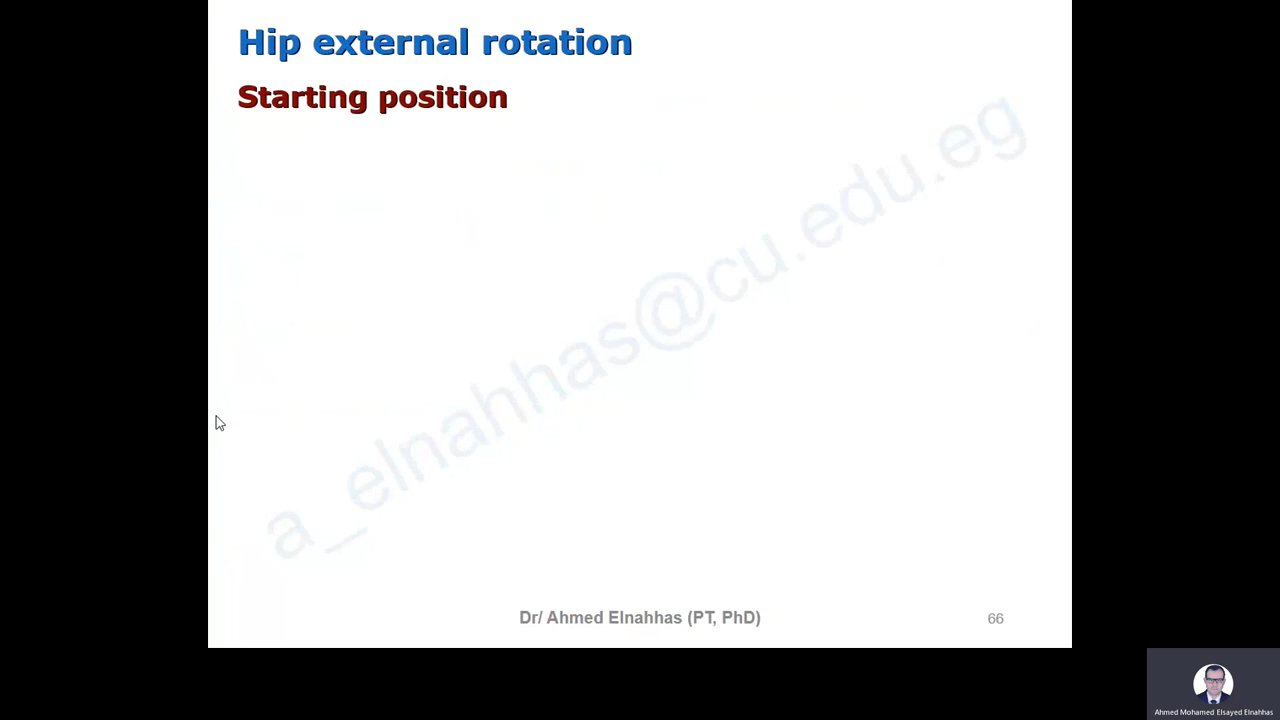 Hip external rotation
Starting position
a_elnahhas@cu.edu.eg
Dr/ Ahmed Elnahhas (PT, PhD)
66
Ahmed Mohamed Elsayed Elnahhas